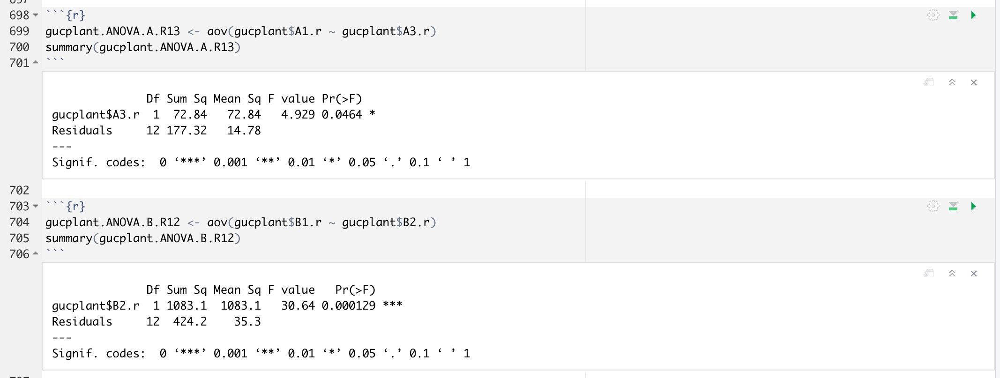 698 ```{r}
699 gucplant.ANOVA.A.R13 <- aov(gucplant$A1.r ~ gucplant$A3.r)
700 summary(gucplant.ANOVA.A.R13)
701 ```
Df Sum Sq Mean Sq F value Pr(>F)
gucplant$A3.r 1 72.84 72.84 4.929 0.0464 *
Residuals 12 177.32 14.78
---
Signif. codes: 0 ‘***’ 0.001 ‘**’ 0.01 ‘*’ 0.05 ‘.’ 0.1 ‘ ’ 1
702
703 ```{r}
704 gucplant.ANOVA.B.R12 <- aov(gucplant$B1.r ~ gucplant$B2.r)
705 summary(gucplant.ANOVA.B.R12)
706 ```
Df Sum Sq Mean Sq F value Pr(>F)
gucplant$B2.r 1 1083.1 1083.1 30.64 0.000129 ***
Residuals 12 424.2 35.3
---
Signif. codes: 0 ‘***’ 0.001 ‘**’ 0.01 ‘*’ 0.05 ‘.’ 0.1 ‘ ’ 1